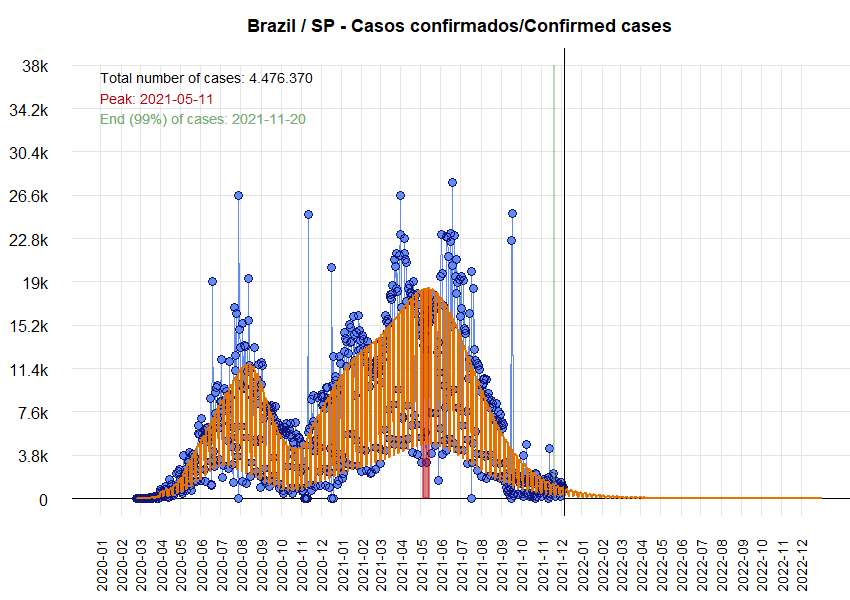 Brazil / SP - Casos confirmados/Confirmed cases
38k
34.2k
30.4k
26.6k
22.8k
19k
15.2k
11.4k
7.6k
3.8k
0
Total number of cases: 4.476.370
Peak: 2021-05-11
End (99%) of cases: 2021-11-20
2020-01
2020-02
2020-03
2020-04
2020-05
2020-06
2020-07
2020-08
2020-09
2020-10
2020-11
2020-12
2021-01
2021-02
2021-03
2021-04
2021-05
2021-06
2021-07
2021-08
2021-09
2021-10
2021-11
2021-12
2022-01
2022-02
2022-03
2022-04
2022-05
2022-06
2022-07
2022-08
2022-09
2022-10
2022-11
2022-12